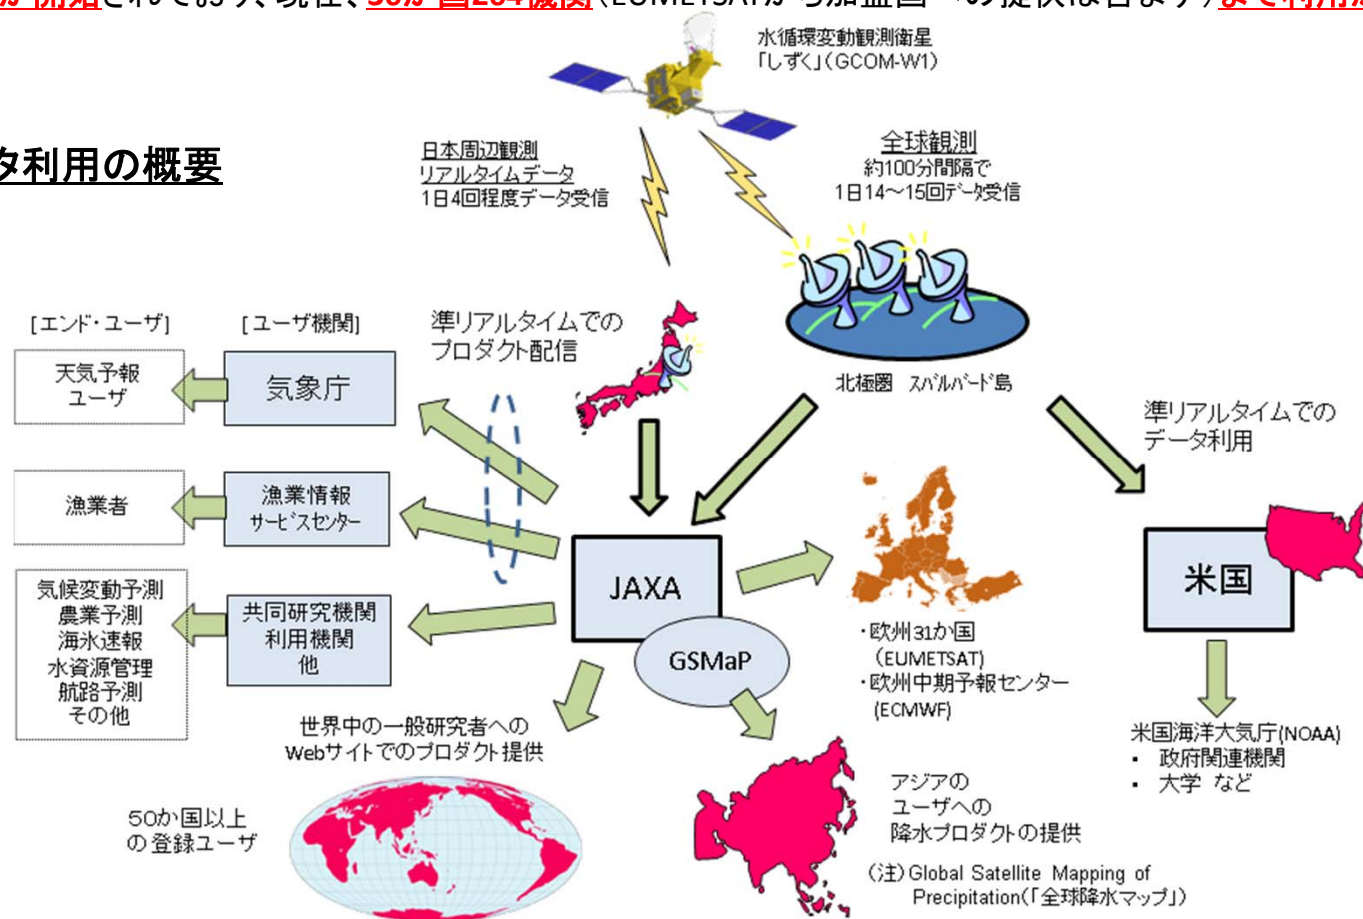 開始されており、現在、
水循環変動観測衛星
「しずく」(GCOM-W1)
タ利用の概要
日本周辺観測
リアルタイムデータ
1日4回程度データ受信
全球観測
約100分間隔で
1日14～15回データ受信
[エンド・ユーザ]
[ユーザ機関]
準リアルタイムでの
プロダクト配信
天気予報
ユーザ
気象庁
北極圏 スバルバード島
準リアルタイムでの
データ利用
漁業者
漁業情報
サービスセンター
JAXA
GSMaP
米国
気候変動予測
農業予測
海氷速報
水資源管理
航路予測
その他
共同研究機関
利用機関
他
・欧州31か国
(EUMETSAT)
・欧州中期予報センター
(ECMWF)
世界中の一般研究者への
Webサイトでのプロダクト提供
米国海洋大気庁(NOAA)
・ 政府関連機関
・ 大学 など
50か国以上
の登録ユーザ
アジアの
ユーザへの
降水プロダクトの提供
(注)Global Satellite Mapping of
Precipitation(「全球降水マップ」)